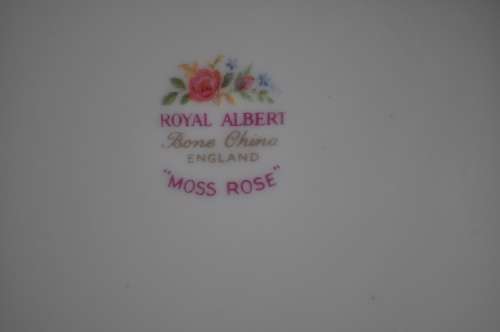 ROYAL ALBERT
Bone China
ENGLAND
"MOSS ROSE"